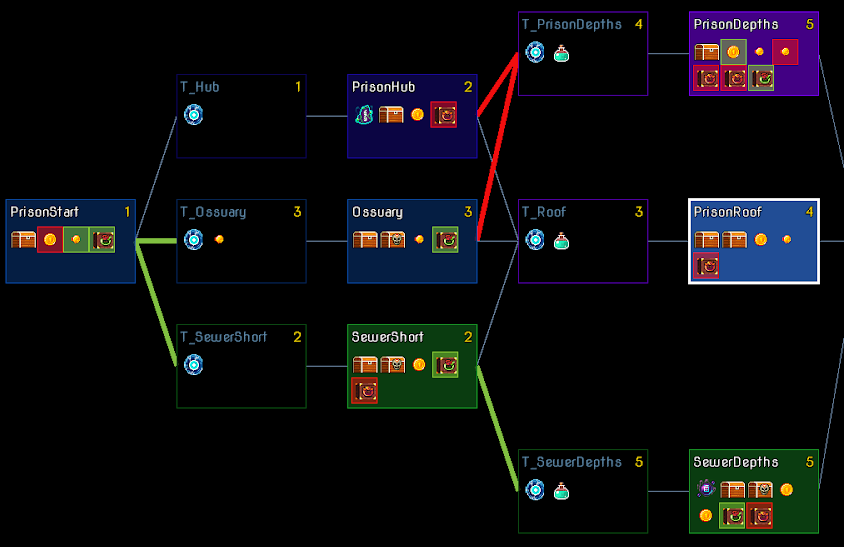 T_PrisonDepths 4
PrisonDepths 5
T_Hub 1
PrisonHub 2
PrisonStart 1
T_Ossuary 3
Ossuary 3
T_Roof 3
PrisonRoof 4
T_SewerShort 2
SewerShort 2
T_SewerDepths 5
SewerDepths 5